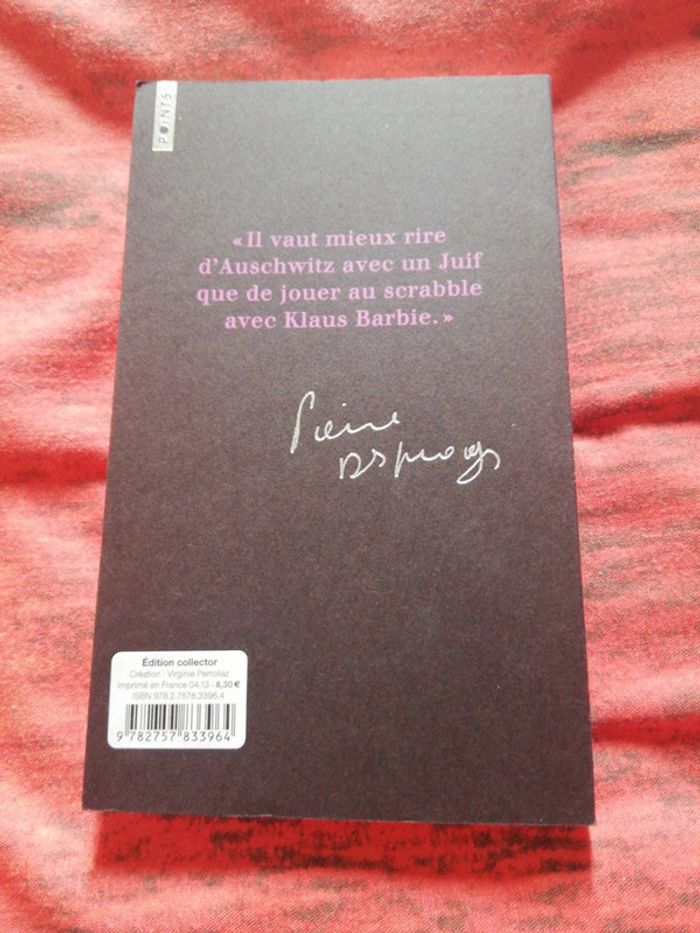 POINTS
« Il vaut mieux rire
d'Auschwitz avec un Juif
que de jouer au scrabble
avec Klaus Barbie. »
Pierre
Desproges
Édition collector
Création : Virginie Perrollaz
Imprimé en France 04.13 - 6,30 €
ISBN 978.2.7578.3396.4
9 782757 833964